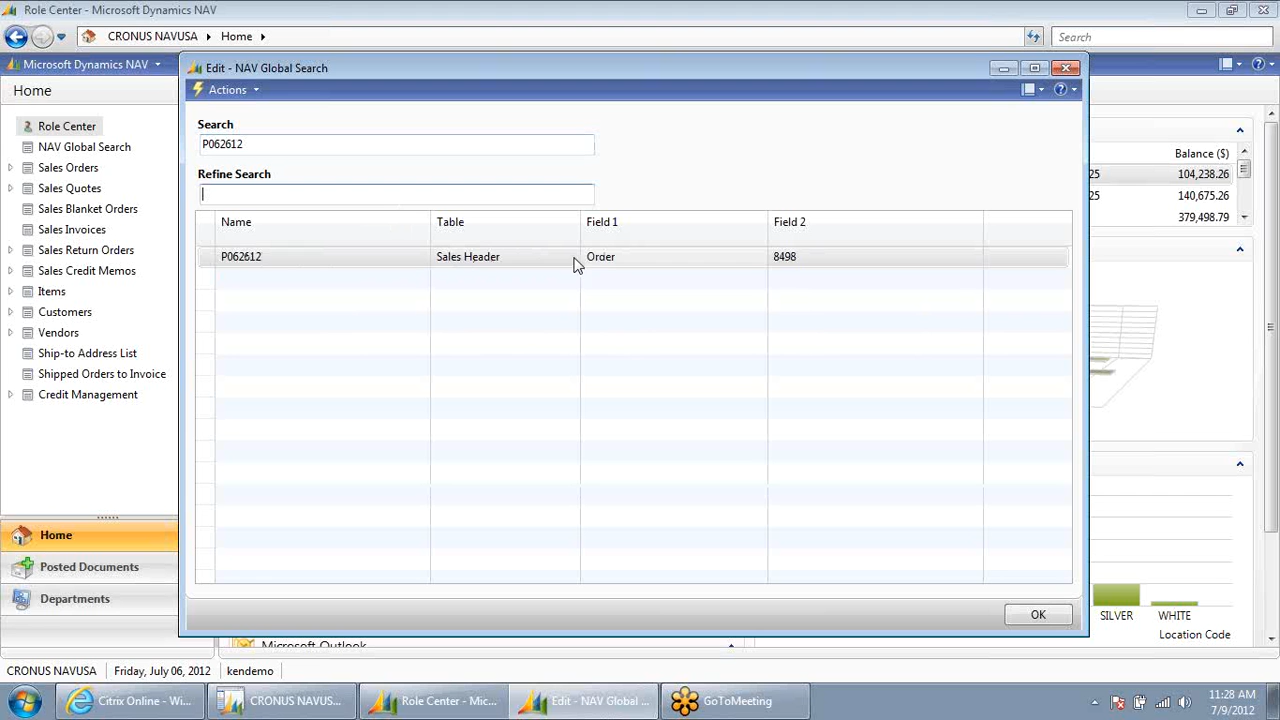 Role Center - Microsoft Dynamics NAV
CRONUS NAVUSA
Home
Search
Microsoft Dynamics NAV
Home
Role Center
NAV Global Search
Sales Orders
Sales Quotes
Sales Blanket Orders
Sales Invoices
Sales Return Orders
Sales Credit Memos
Items
Customers
Vendors
Ship-to Address List
Shipped Orders to Invoice
Credit Management
Home
Posted Documents
Departments
Edit - NAV Global Search
Actions
Search
P062612
Refine Search
Name Table Field 1 Field 2
P062612 Sales Header Order 8498
OK
Balance ($)
25 104,238.26
25 140,675.26
379,498.79
SILVER WHITE
Location Code
Microsoft Outlook
CRONUS NAVUSA Friday, July 06, 2012 kendemo
Citrix Online - Wi...
CRONUS NAVUS...
Role Center - Mic...
Edit - NAV Global ...
GoToMeeting
11:28 AM
7/9/2012